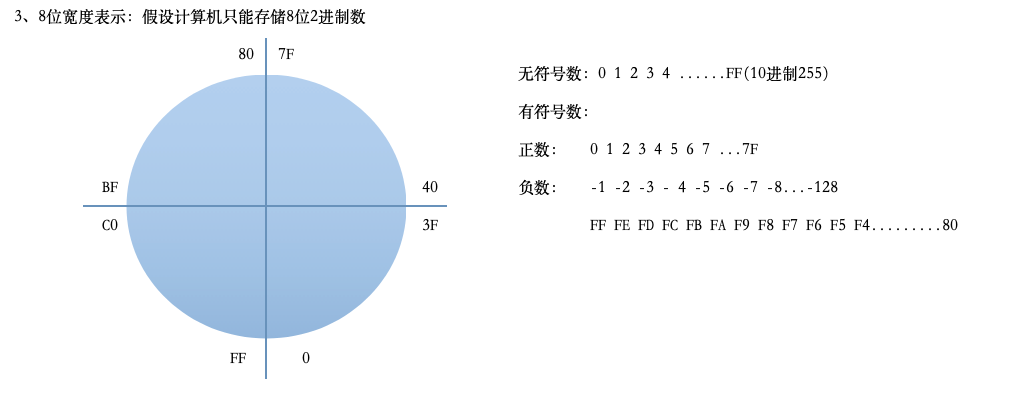 3、8位宽度表示：假设计算机只能存储8位2进制数
80 7F
BF 40
C0 3F
FF 0
无符号数：0 1 2 3 4 ......FF(10进制255)
有符号数：
正数： 0 1 2 3 4 5 6 7 ...7F
负数： -1 -2 -3 - 4 -5 -6 -7 -8...-128
FF FE FD FC FB FA F9 F8 F7 F6 F5 F4.........80